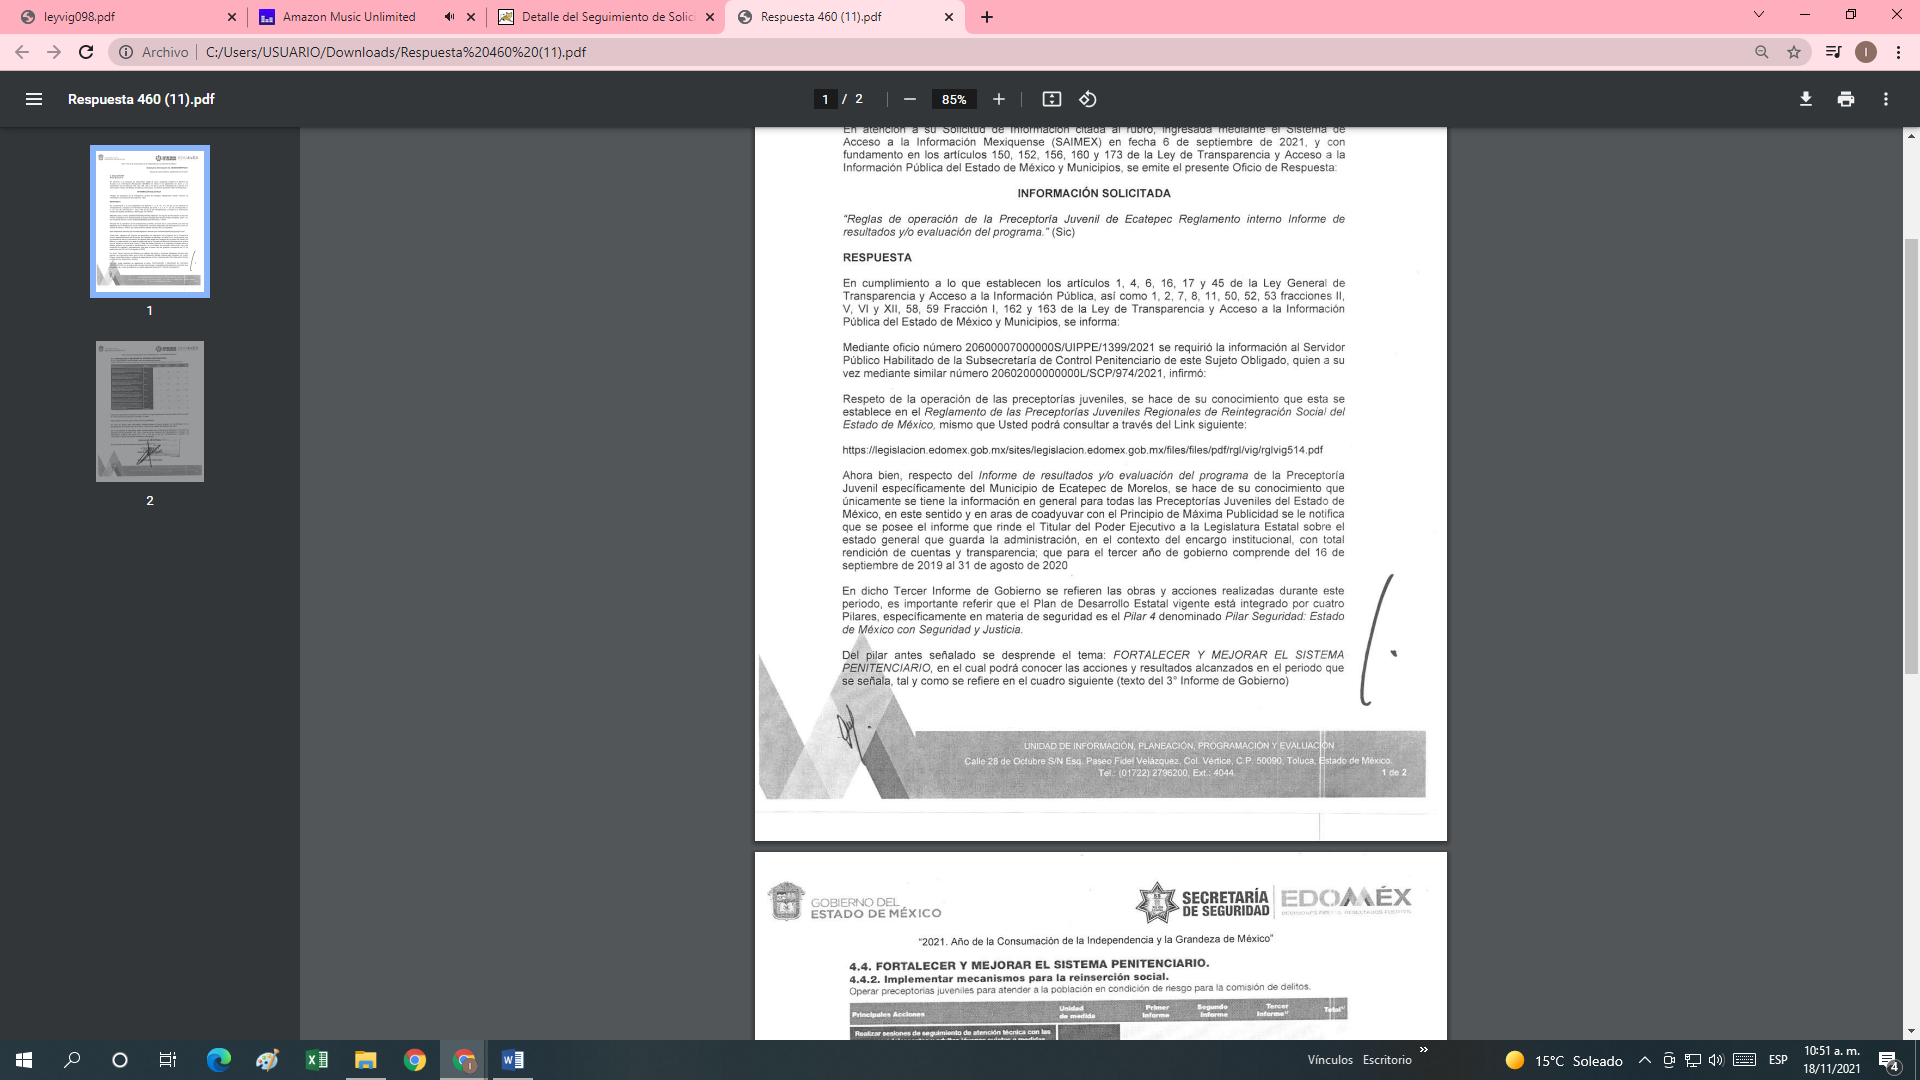 leyvig098.pdf
Amazon Music Unlimited
Detalle del Seguimiento de Solic
Respuesta 460 (11).pdf
Archivo
C:/Users/USUARIO/Downloads/Respuesta%20460%20(11).pdf
I
Respuesta 460 (11).pdf
1 / 2
85%
1
2
En atención a su Solicitud de Información citada al rubro, ingresada mediante el Sistema de
Acceso a la Información Mexiquense (SAIMEX) en fecha 6 de septiembre de 2021, y con
fundamento en los artículos 150, 152, 156, 160 y 173 de la Ley de Transparencia y Acceso a la
Información Pública del Estado de México y Municipios, se emite el presente Oficio de Respuesta:
INFORMACIÓN SOLICITADA
"Reglas de operación de la Preceptoría Juvenil de Ecatepec Reglamento interno Informe de
resultados y/o evaluación del programa." (Sic)
RESPUESTA
En cumplimiento a lo que establecen los artículos 1, 4, 6, 16, 17 y 45 de la Ley General de
Transparencia y Acceso a la Información Pública, así como 1, 2, 7, 8, 11, 50, 52, 53 fracciones II,
V, VI y XII, 58, 59 Fracción I, 162 y 163 de la Ley de Transparencia y Acceso a la Información
Pública del Estado de México y Municipios, se informa:
Mediante oficio número 20600007000000S/UIPPE/1399/2021 se requirió la información al Servidor
Público Habilitado de la Subsecretaría de Control Penitenciario de este Sujeto Obligado, quien a su
vez mediante similar número 20602000000000L/SCP/974/2021, infirmó:
Respeto de la operación de las preceptorías juveniles, se hace de su conocimiento que esta se
establece en el Reglamento de las Preceptorías Juveniles Regionales de Reintegración Social del
Estado de México, mismo que Usted podrá consultar a través del Link siguiente:
https://legislacion.edomex.gob.mx/sites/legislacion.edomex.gob.mx/files/files/pdf/rgl/vig/rglvig514.pdf
Ahora bien, respecto del Informe de resultados y/o evaluación del programa de la Preceptoría
Juvenil específicamente del Municipio de Ecatepec de Morelos, se hace de su conocimiento que
únicamente se tiene la información en general para todas las Preceptorías Juveniles del Estado de
México, en este sentido y en aras de coadyuvar con el Principio de Máxima Publicidad se le notifica
que se posee el informe que rinde el Titular del Poder Ejecutivo a la Legislatura Estatal sobre el
estado general que guarda la administración, en el contexto del encargo institucional, con total
rendición de cuentas y transparencia; que para el tercer año de gobierno comprende del 16 de
septiembre de 2019 al 31 de agosto de 2020
En dicho Tercer Informe de Gobierno se refieren las obras y acciones realizadas durante este
periodo, es importante referir que el Plan de Desarrollo Estatal vigente está integrado por cuatro
Pilares, específicamente en materia de seguridad es el Pilar 4 denominado Pilar Seguridad: Estado
de México con Seguridad y Justicia.
Del pilar antes señalado se desprende el tema: FORTALECER Y MEJORAR EL SISTEMA
PENITENCIARIO, en el cual podrá conocer las acciones y resultados alcanzados en el periodo que
se señala, tal y como se refiere en el cuadro siguiente (texto del 3° Informe de Gobierno)
UNIDAD DE INFORMACIÓN, PLANEACIÓN, PROGRAMACIÓN Y EVALUACIÓN
Calle 28 de Octubre S/N Esq. Paseo Fidel Velázquez, Col. Vértice, C.P. 50090, Toluca, Estado de México.
Tel.: (01722) 2796200, Ext.: 4044.
1 de 2
GOBIERNO DEL
ESTADO DE MÉXICO
SECRETARÍA
DE SEGURIDAD
EDOMÉX
DECISIONES FIRMES, RESULTADOS FUERTES.
"2021. Año de la Consumación de la Independencia y la Grandeza de México"
4.4. FORTALECER Y MEJORAR EL SISTEMA PENITENCIARIO.
4.4.2. Implementar mecanismos para la reinserción social.
Operar preceptorías juveniles para atender a la población en condición de riesgo para la comisión de delitos.
Principales Acciones
Unidad de medida
Primer Informe
Segundo Informe
Tercer Informe
Total
Realizar sesiones de seguimiento de atención técnica con las
Vínculos
Escritorio
15°C Soleado
ESP
10:51 a. m.
18/11/2021
4